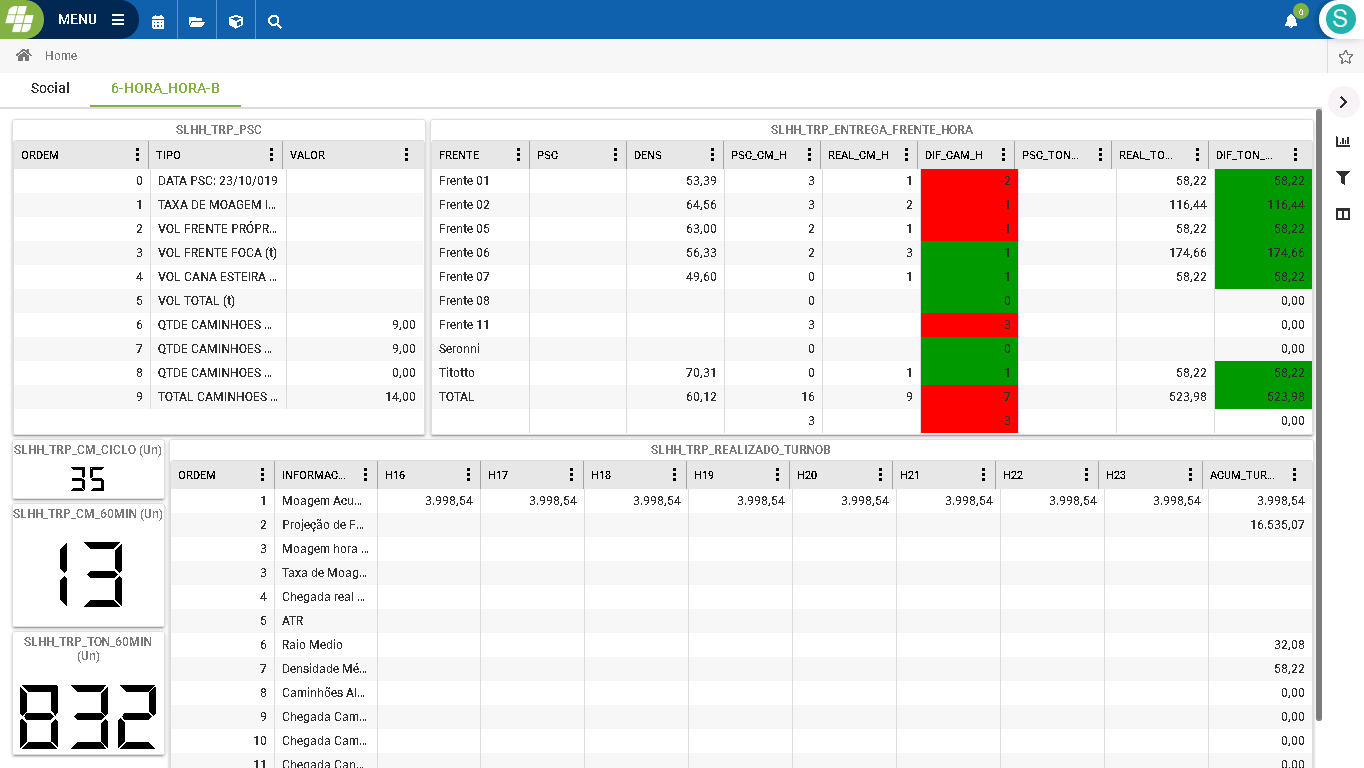 MENU
0
S
Home
Social 6-HORA_HORA-B
SLHH_TRP_PSC
ORDEM TIPO VALOR
0 DATA PSC: 23/10/019
1 TAXA DE MOAGEM I...
2 VOL FRENTE PRÓPR...
3 VOL FRENTE FOCA (t)
4 VOL CANA ESTEIRA ...
5 VOL TOTAL (t)
6 QTDE CAMINHOES ... 9,00
7 QTDE CAMINHOES ... 9,00
8 QTDE CAMINHOES ... 0,00
9 TOTAL CAMINHOES ... 14,00
SLHH_TRP_ENTREGA_FRENTE_HORA
FRENTE PSC DENS PSC_CM_H REAL_CM_H DIF_CAM_H PSC_TON... REAL_TO... DIF_TON_...
Frente 01 53,39 3 1 -2 58,22 58,22
Frente 02 64,56 3 2 -1 116,44 116,44
Frente 05 63,00 2 1 -1 58,22 58,22
Frente 06 56,33 2 3 1 174,66 174,66
Frente 07 49,60 0 1 1 58,22 58,22
Frente 08 0 0 0,00
Frente 11 3 -3 0,00
Seronni 0 0 0,00
Titotto 70,31 0 1 1 58,22 58,22
TOTAL 60,12 16 9 -7 523,98 523,98
3 -3 0,00
SLHH_TRP_CM_CICLO (Un)
35
SLHH_TRP_CM_60MIN (Un)
13
SLHH_TRP_TON_60MIN
(Un)
832
SLHH_TRP_REALIZADO_TURNOB
ORDEM INFORMAC... H16 H17 H18 H19 H20 H21 H22 H23 ACUM_TUR...
1 Moagem Acu... 3.998,54 3.998,54 3.998,54 3.998,54 3.998,54 3.998,54 3.998,54 3.998,54 3.998,54
2 Projeção de F... 16.535,07
3 Moagem hora ...
3 Taxa de Moag...
4 Chegada real ...
5 ATR
6 Raio Medio 32,08
7 Densidade Mé... 58,22
8 Caminhões Al... 0,00
9 Chegada Cam... 0,00
10 Chegada Cam... 0,00
11 Chegada Can... 0,00